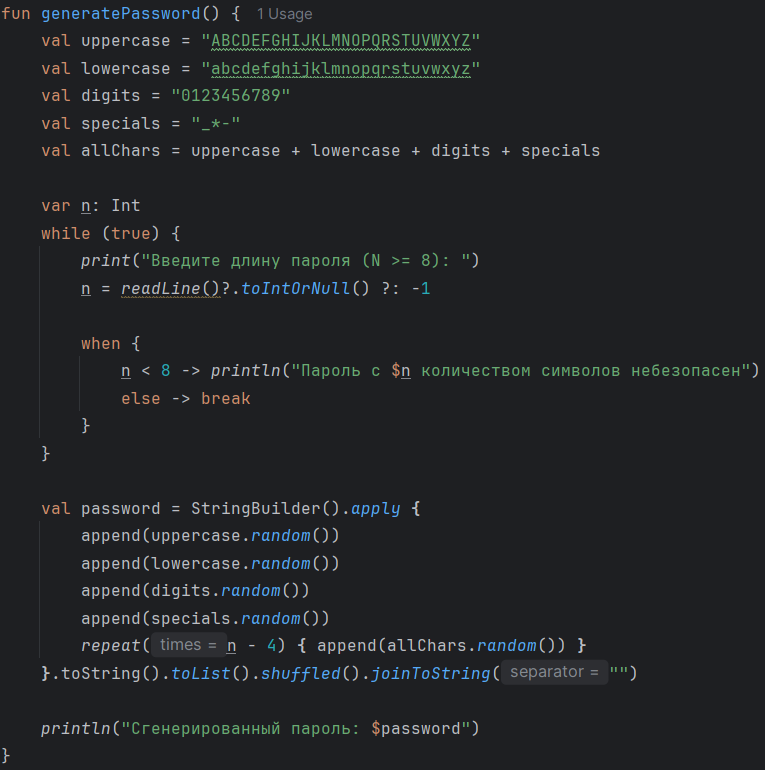 fun generatePassword() { 1 Usage
    val uppercase = "ABCDEFGHIJKLMNOPQRSTUVWXYZ"
    val lowercase = "abcdefghijklmnopqrstuvwxyz"
    val digits = "0123456789"
    val specials = "_*-"
    val allChars = uppercase + lowercase + digits + specials
    var n: Int
    while (true) {
        print("Введите длину пароля (N >= 8): ")
        n = readLine()?.toIntOrNull() ?: -1
        when {
            n < 8 -> println("Пароль с $n количеством символов небезопасен")
            else -> break
        }
    }
    val password = StringBuilder().apply {
        append(uppercase.random())
        append(lowercase.random())
        append(digits.random())
        append(specials.random())
        repeat( times = n - 4) { append(allChars.random()) }
    }.toString().toList().shuffled().joinToString( separator = "")
    println("Сгенерированный пароль: $password")
}